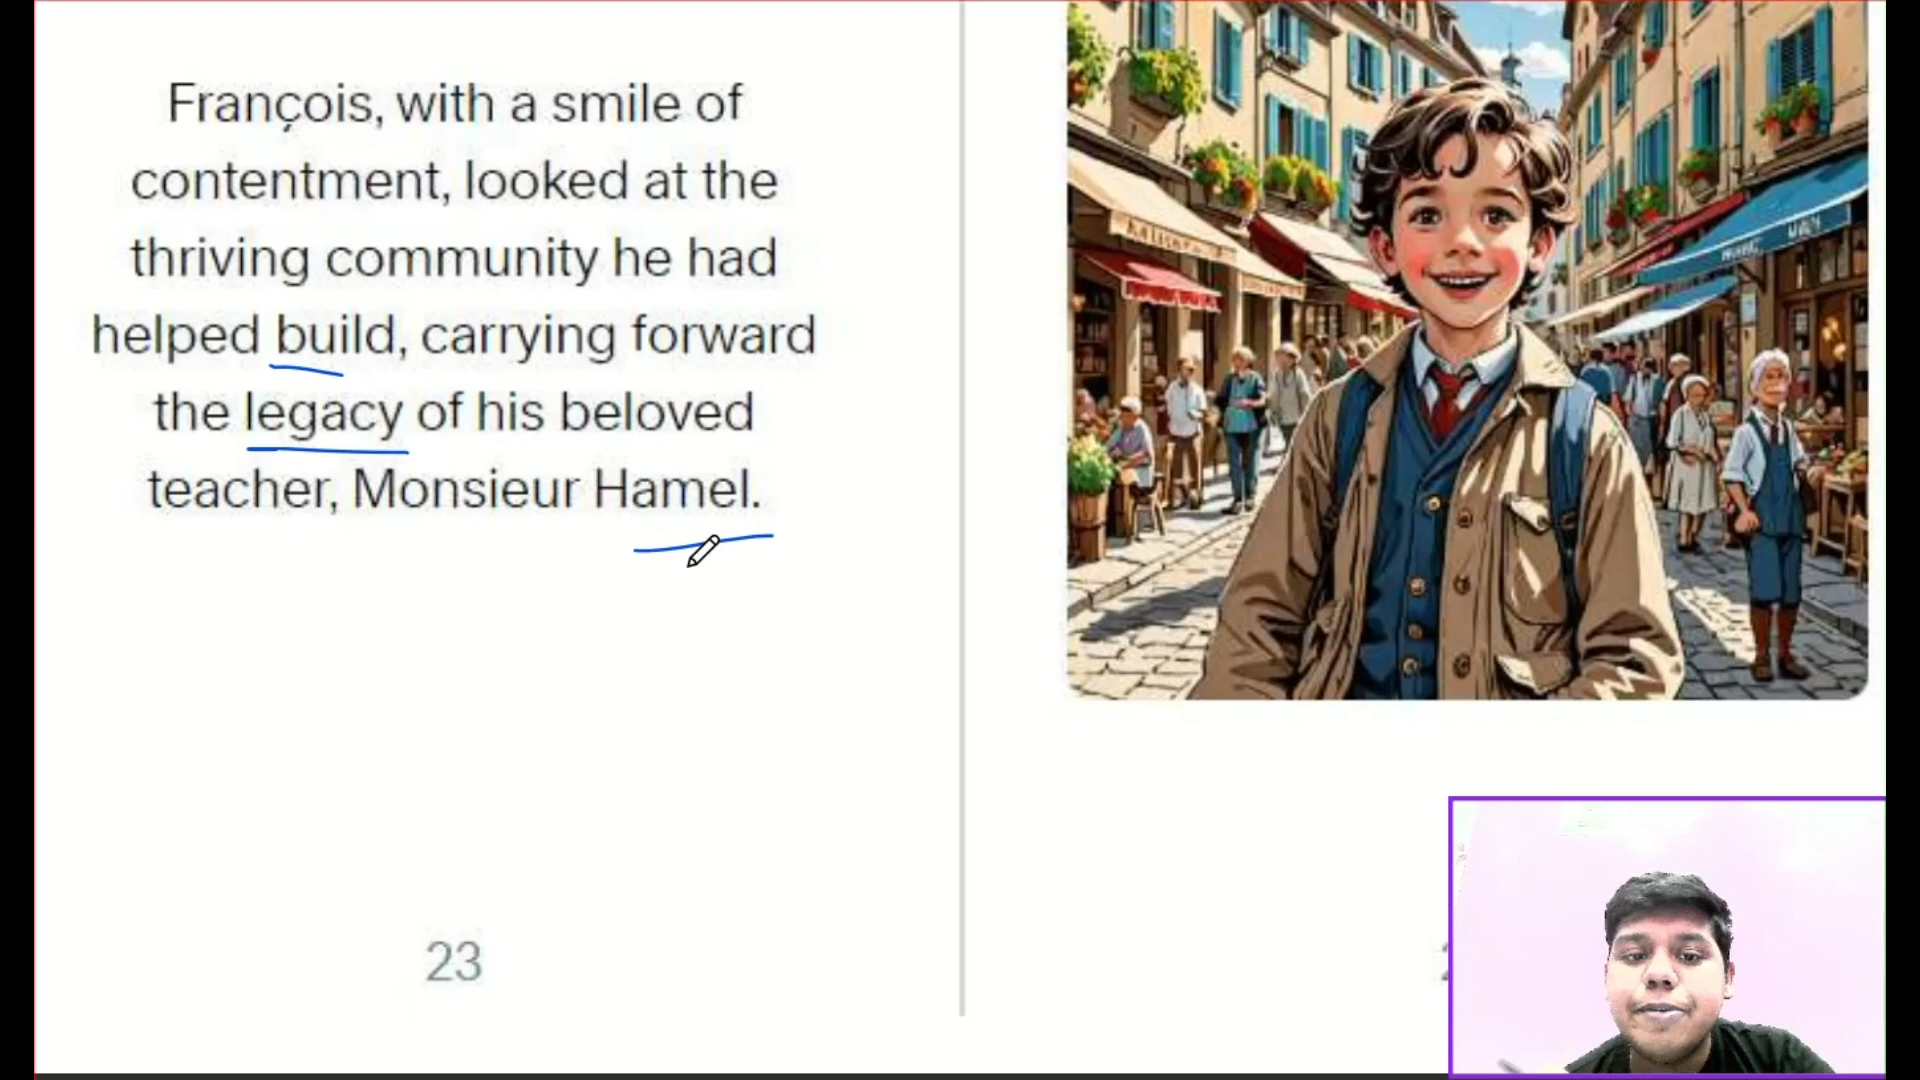 François, with a smile of
contentment, looked at the
thriving community he had
helped build, carrying forward
the legacy of his beloved
teacher, Monsieur Hamel.
23